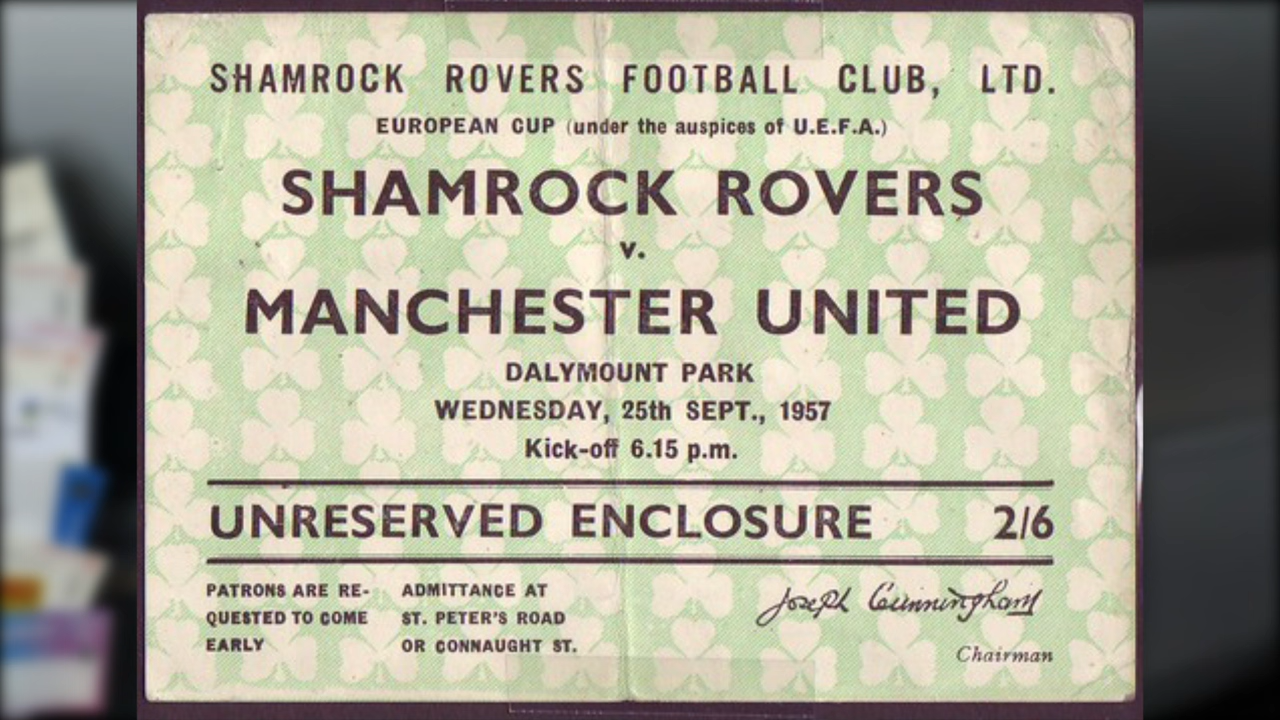 SHAMROCK ROVERS FOOTBALL CLUB, LTD.
EUROPEAN CUP (under the auspices of U.E.F.A.)
SHAMROCK ROVERS
v.
MANCHESTER UNITED
DALYMOUNT PARK
WEDNESDAY, 25th SEPT., 1957
Kick-off 6.15 p.m.
UNRESERVED ENCLOSURE 2/6
PATRONS ARE RE-
QUESTED TO COME
EARLY
ADMITTANCE AT
ST. PETER'S ROAD
OR CONNAUGHT ST.
Joseph Cunningham
Chairman